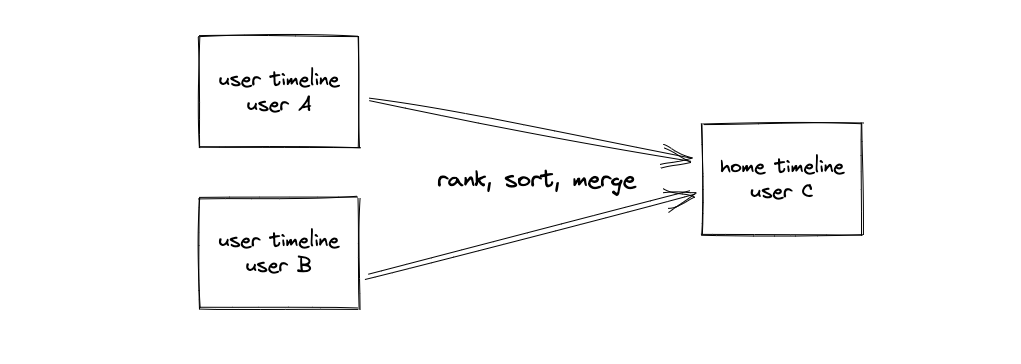 user timeline
user A
rank, sort, merge
home timeline
user C
user timeline
user B